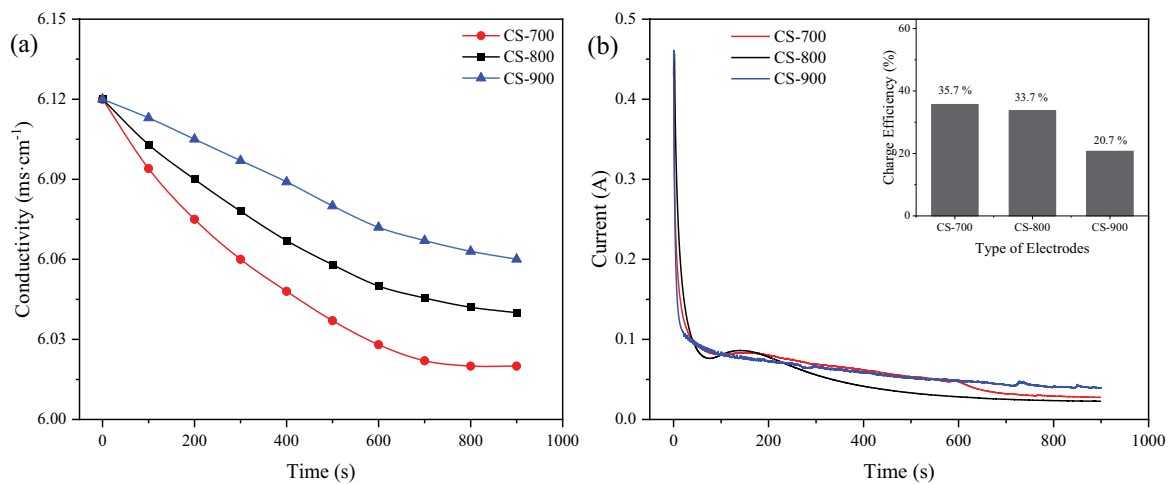 (a)
CS-700
CS-800
CS-900
6.15
6.12
6.09
6.06
6.03
6.00
Conductivity (ms·cm⁻¹)
0 200 400 600 800 1000
Time (s)
(b)
CS-700
CS-800
CS-900
0.5
0.4
0.3
0.2
0.1
0.0
Current (A)
0 200 400 600 800 1000
Time (s)
60
40
20
0
Charge Efficiency (%)
35.7 %
33.7 %
20.7 %
CS-700 CS-800 CS-900
Type of Electrodes